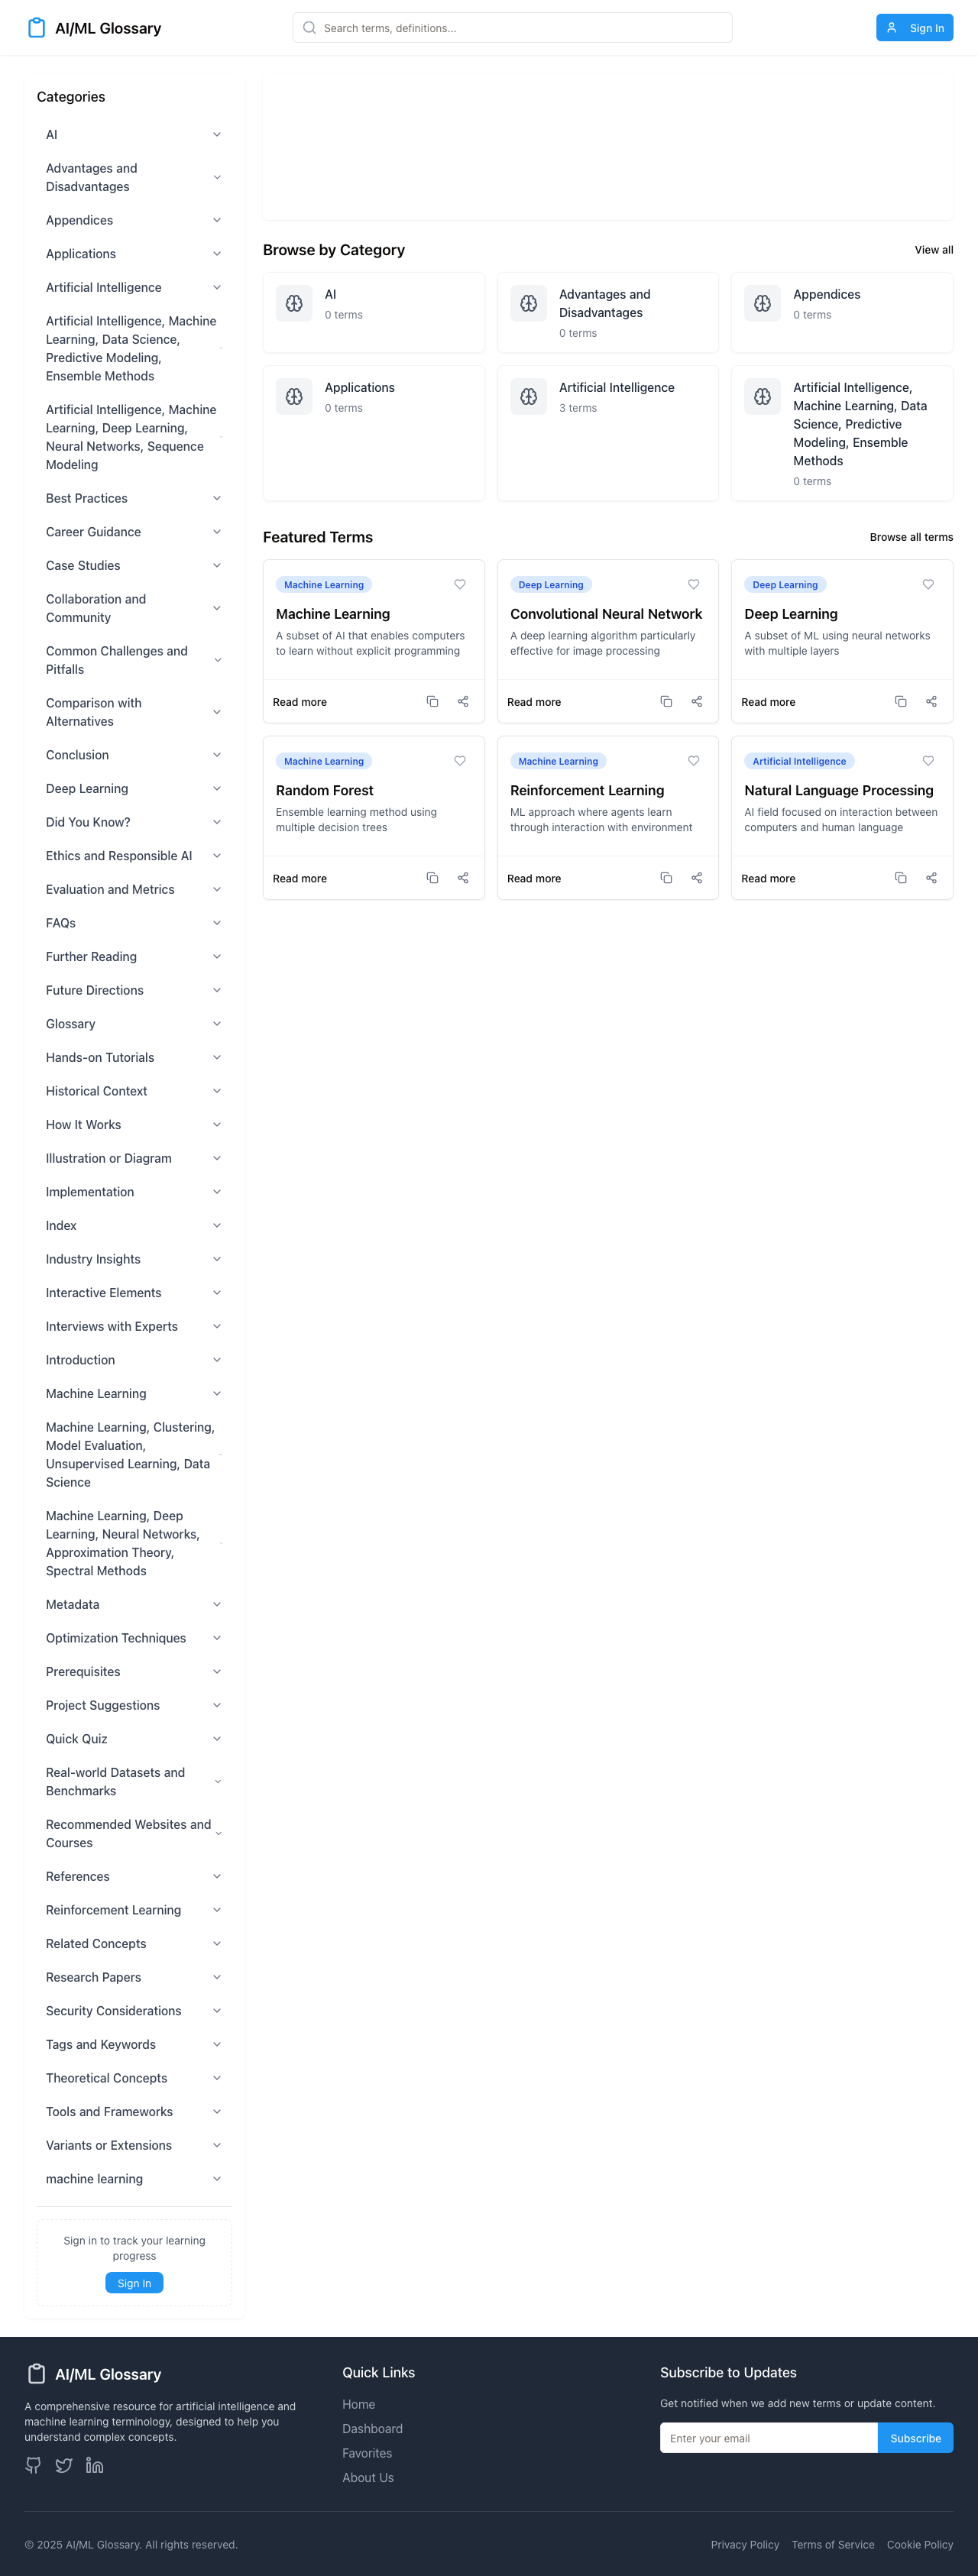 AI/ML Glossary
Search terms, definitions...
Sign In
Categories
AI
Advantages and
Disadvantages
Appendices
Applications
Artificial Intelligence
Artificial Intelligence, Machine
Learning, Data Science,
Predictive Modeling,
Ensemble Methods
Artificial Intelligence, Machine
Learning, Deep Learning,
Neural Networks, Sequence
Modeling
Best Practices
Career Guidance
Case Studies
Collaboration and
Community
Common Challenges and
Pitfalls
Comparison with
Alternatives
Conclusion
Deep Learning
Did You Know?
Ethics and Responsible AI
Evaluation and Metrics
FAQs
Further Reading
Future Directions
Glossary
Hands-on Tutorials
Historical Context
How It Works
Illustration or Diagram
Implementation
Index
Industry Insights
Interactive Elements
Interviews with Experts
Introduction
Machine Learning
Machine Learning, Clustering,
Model Evaluation,
Unsupervised Learning, Data
Science
Machine Learning, Deep
Learning, Neural Networks,
Approximation Theory,
Spectral Methods
Metadata
Optimization Techniques
Prerequisites
Project Suggestions
Quick Quiz
Real-world Datasets and
Benchmarks
Recommended Websites and
Courses
References
Reinforcement Learning
Related Concepts
Research Papers
Security Considerations
Tags and Keywords
Theoretical Concepts
Tools and Frameworks
Variants or Extensions
machine learning
Sign in to track your learning
progress
Sign In
Browse by Category
View all
AI
0 terms
Advantages and
Disadvantages
0 terms
Appendices
0 terms
Applications
0 terms
Artificial Intelligence
3 terms
Artificial Intelligence,
Machine Learning, Data
Science, Predictive
Modeling, Ensemble
Methods
0 terms
Featured Terms
Browse all terms
Machine Learning
Machine Learning
A subset of AI that enables computers
to learn without explicit programming
Read more
Deep Learning
Convolutional Neural Network
A deep learning algorithm particularly
effective for image processing
Read more
Deep Learning
Deep Learning
A subset of ML using neural networks
with multiple layers
Read more
Machine Learning
Random Forest
Ensemble learning method using
multiple decision trees
Read more
Machine Learning
Reinforcement Learning
ML approach where agents learn
through interaction with environment
Read more
Artificial Intelligence
Natural Language Processing
AI field focused on interaction between
computers and human language
Read more
AI/ML Glossary
A comprehensive resource for artificial intelligence and
machine learning terminology, designed to help you
understand complex concepts.
Quick Links
Home
Dashboard
Favorites
About Us
Subscribe to Updates
Get notified when we add new terms or update content.
Enter your email
Subscribe
© 2025 AI/ML Glossary. All rights reserved.
Privacy Policy
Terms of Service
Cookie Policy